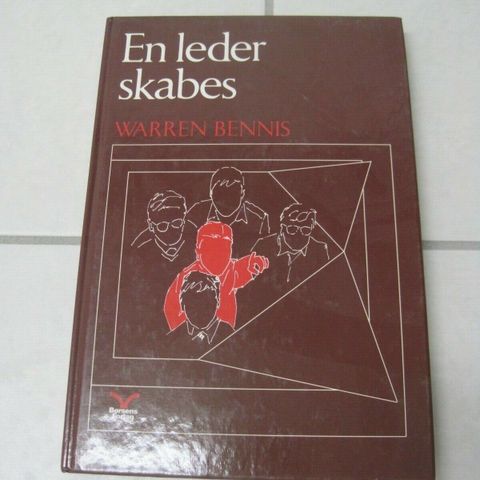 En leder
skabes
WARREN BENNIS
Børsens
Forlag